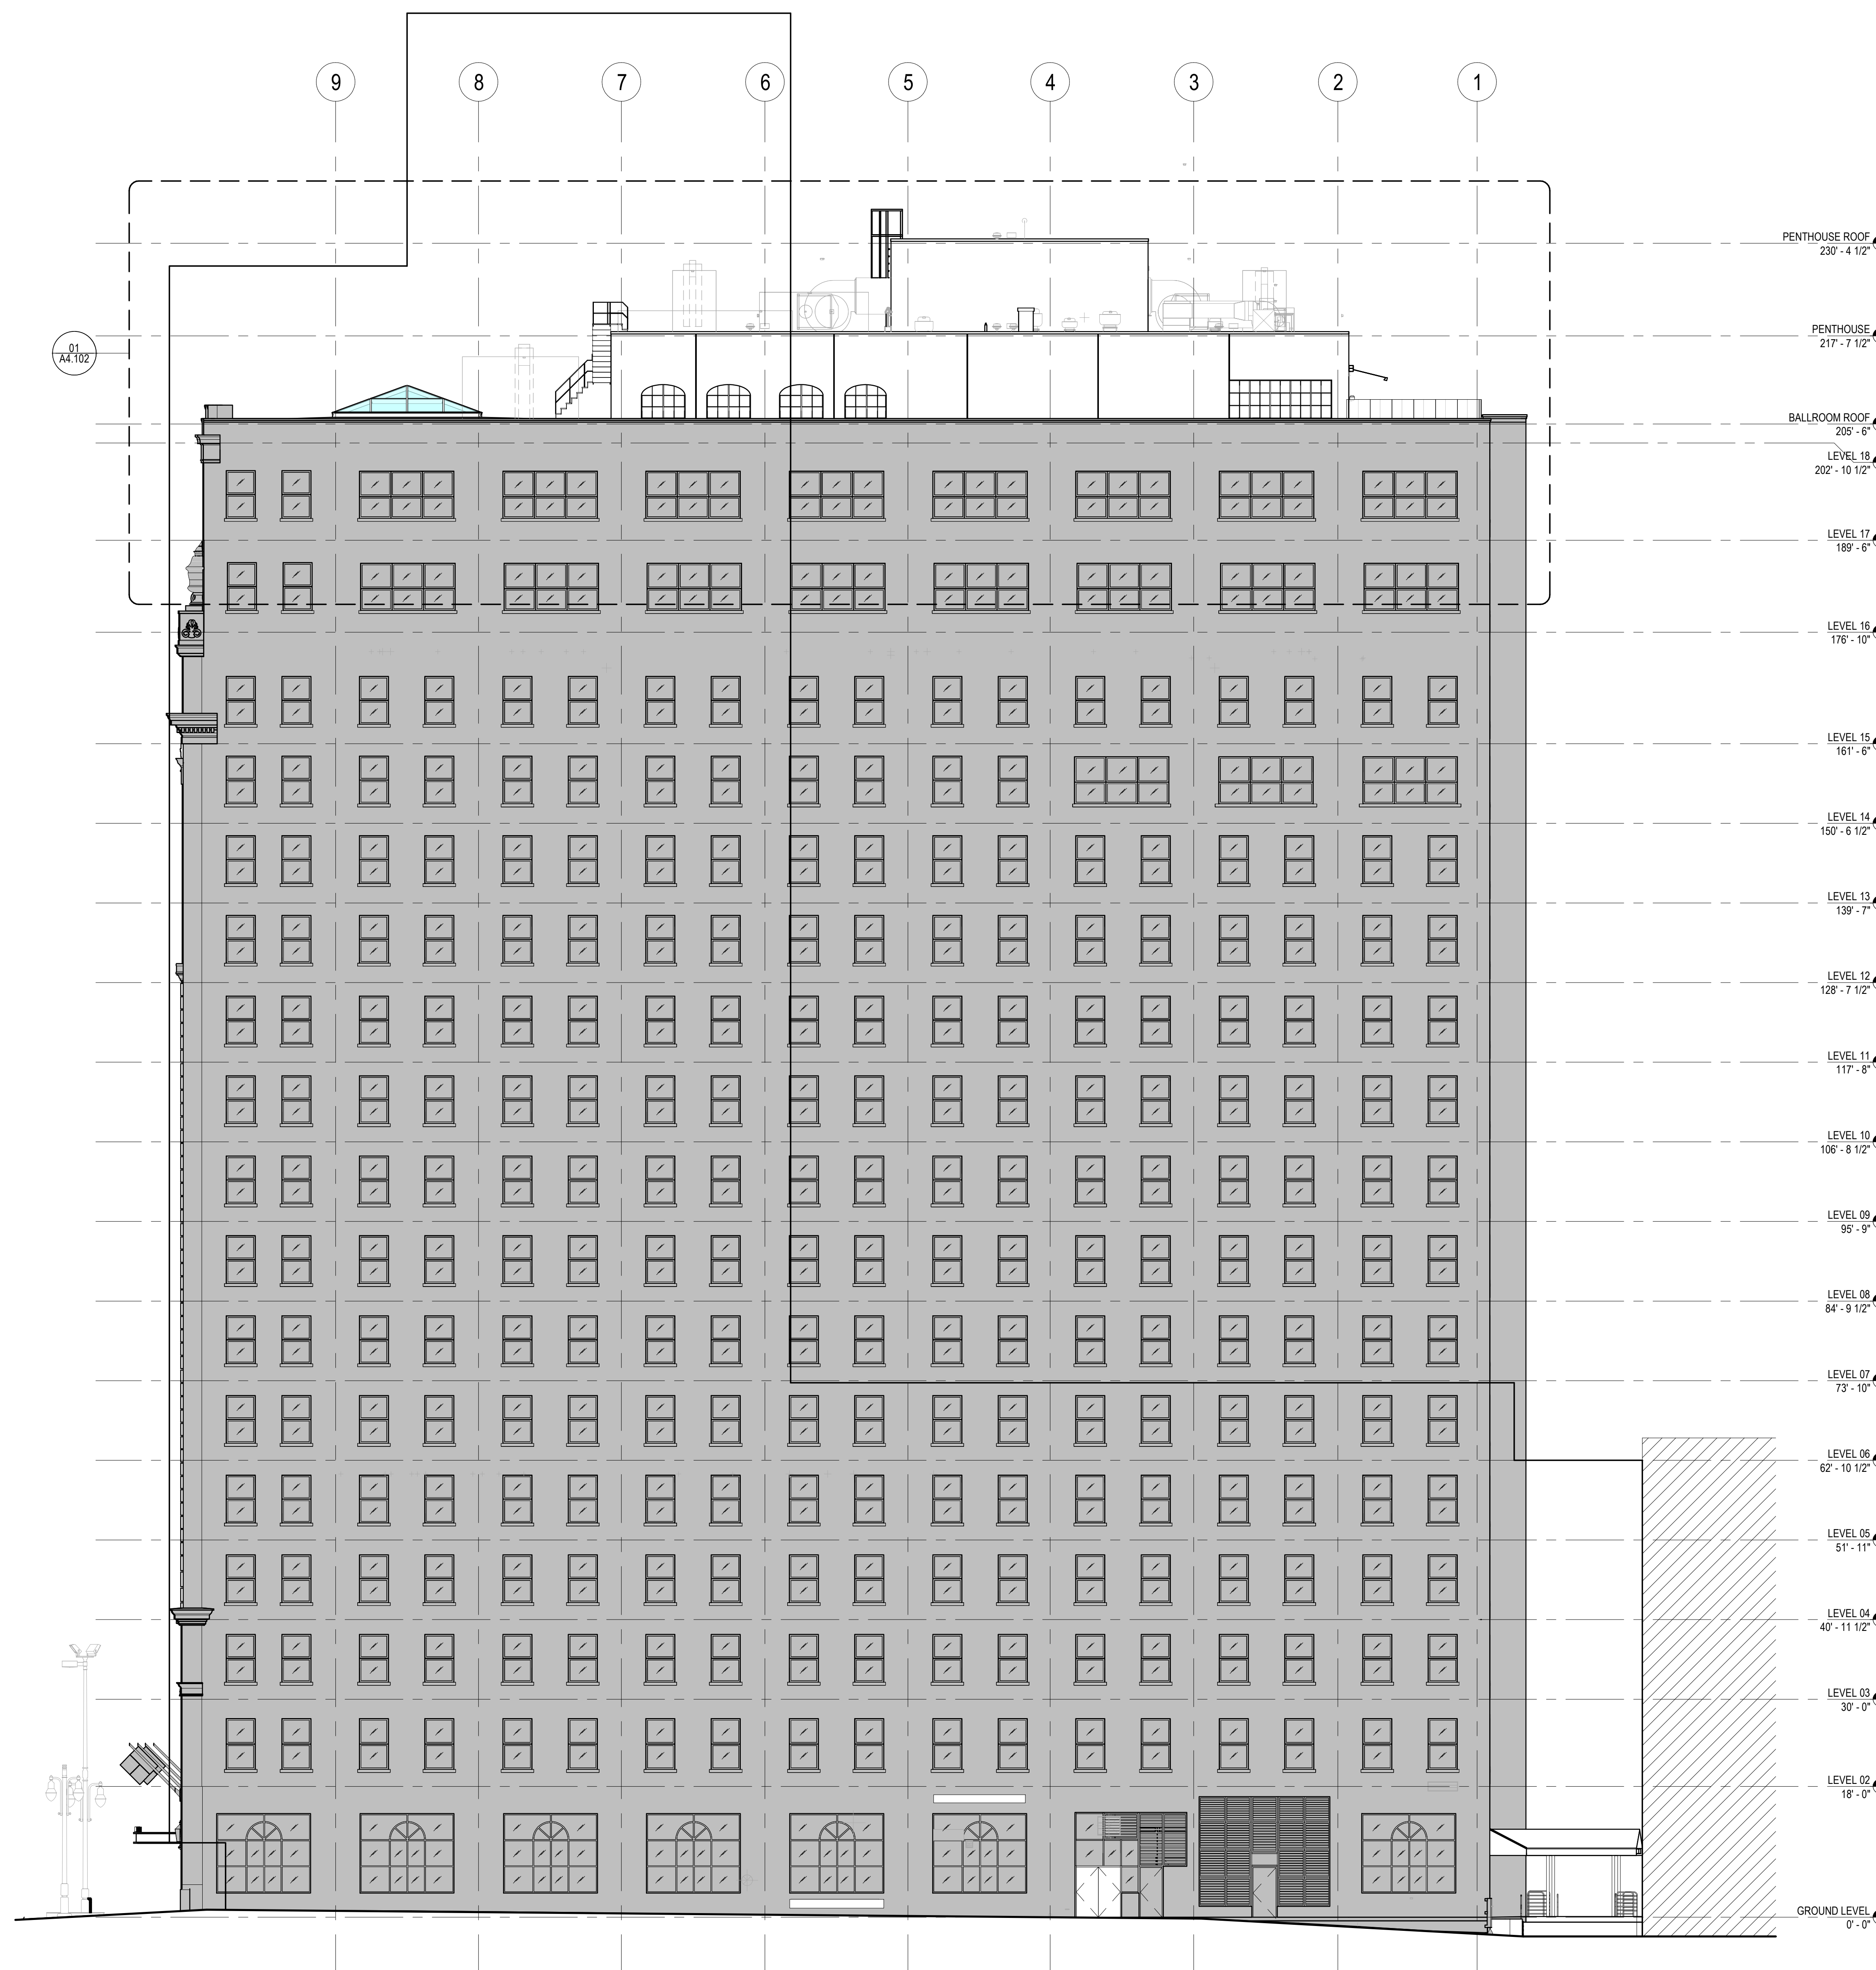 9
8
7
6
5
4
3
2
1
PENTHOUSE ROOF
230' - 4 1/2"
PENTHOUSE
217' - 7 1/2"
01
A4.102
BALLROOM ROOF
205' - 6"
LEVEL 18
202' - 10 1/2"
LEVEL 17
189' - 6"
LEVEL 16
176' - 10"
LEVEL 15
161' - 6"
LEVEL 14
150' - 6 1/2"
LEVEL 13
139' - 7"
LEVEL 12
128' - 7 1/2"
LEVEL 11
117' - 8"
LEVEL 10
106' - 8 1/2"
LEVEL 09
95' - 9"
LEVEL 08
84' - 9 1/2"
LEVEL 07
73' - 10"
LEVEL 06
62' - 10 1/2"
LEVEL 05
51' - 11"
LEVEL 04
40' - 11 1/2"
LEVEL 03
30' - 0"
LEVEL 02
18' - 0"
GROUND LEVEL
0' - 0"